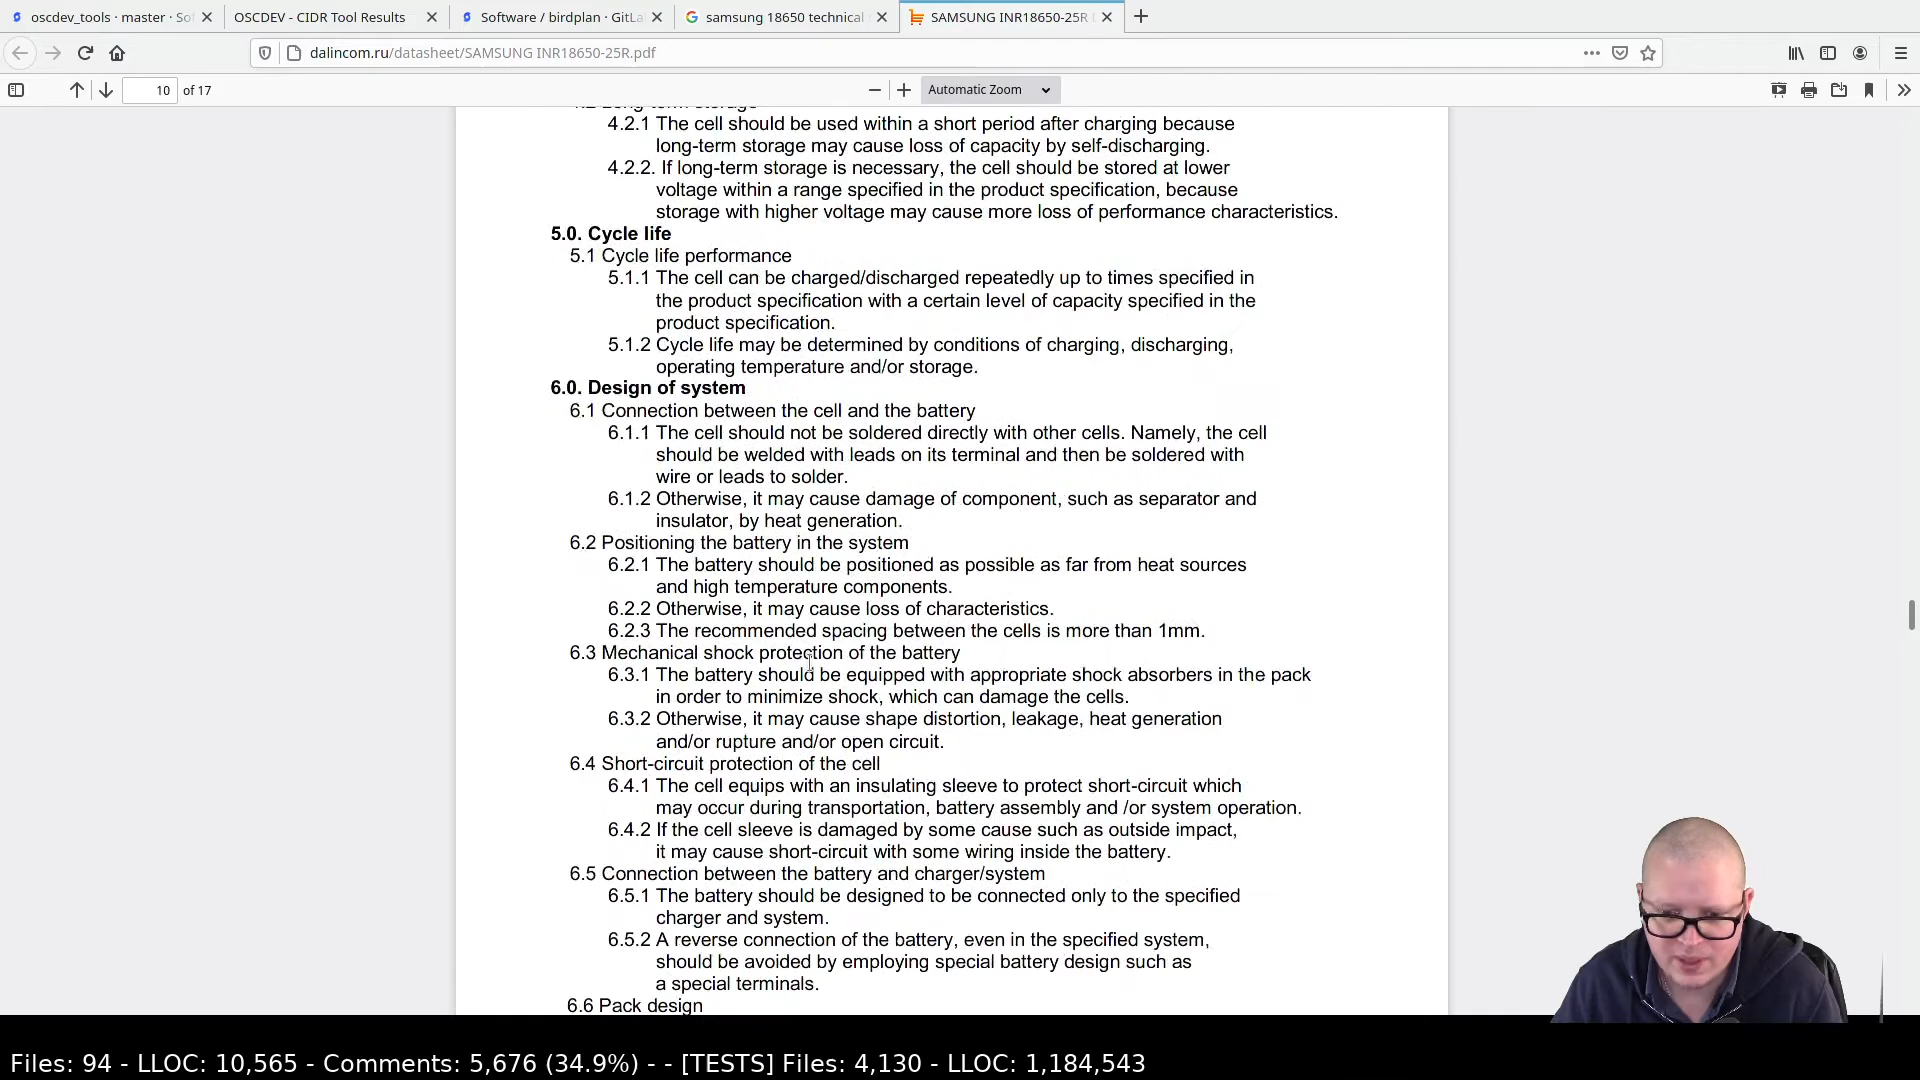 oscdev_tools · master · Sof
OSCDEV - CIDR Tool Results
Software / birdplan · GitLa
samsung 18650 technical
SAMSUNG INR18650-25R
dalincom.ru/datasheet/SAMSUNG INR18650-25R.pdf
10 of 17
Automatic Zoom
4.2.1 The cell should be used within a short period after charging because
long-term storage may cause loss of capacity by self-discharging.
4.2.2. If long-term storage is necessary, the cell should be stored at lower
voltage within a range specified in the product specification, because
storage with higher voltage may cause more loss of performance characteristics.
5.0. Cycle life
5.1 Cycle life performance
5.1.1 The cell can be charged/discharged repeatedly up to times specified in
the product specification with a certain level of capacity specified in the
product specification.
5.1.2 Cycle life may be determined by conditions of charging, discharging,
operating temperature and/or storage.
6.0. Design of system
6.1 Connection between the cell and the battery
6.1.1 The cell should not be soldered directly with other cells. Namely, the cell
should be welded with leads on its terminal and then be soldered with
wire or leads to solder.
6.1.2 Otherwise, it may cause damage of component, such as separator and
insulator, by heat generation.
6.2 Positioning the battery in the system
6.2.1 The battery should be positioned as possible as far from heat sources
and high temperature components.
6.2.2 Otherwise, it may cause loss of characteristics.
6.2.3 The recommended spacing between the cells is more than 1mm.
6.3 Mechanical shock protection of the battery
6.3.1 The battery should be equipped with appropriate shock absorbers in the pack
in order to minimize shock, which can damage the cells.
6.3.2 Otherwise, it may cause shape distortion, leakage, heat generation
and/or rupture and/or open circuit.
6.4 Short-circuit protection of the cell
6.4.1 The cell equips with an insulating sleeve to protect short-circuit which
may occur during transportation, battery assembly and /or system operation.
6.4.2 If the cell sleeve is damaged by some cause such as outside impact,
it may cause short-circuit with some wiring inside the battery.
6.5 Connection between the battery and charger/system
6.5.1 The battery should be designed to be connected only to the specified
charger and system.
6.5.2 A reverse connection of the battery, even in the specified system,
should be avoided by employing special battery design such as
a special terminals.
6.6 Pack design
Files: 94 - LLOC: 10,565 - Comments: 5,676 (34.9%) - - [TESTS] Files: 4,130 - LLOC: 1,184,543